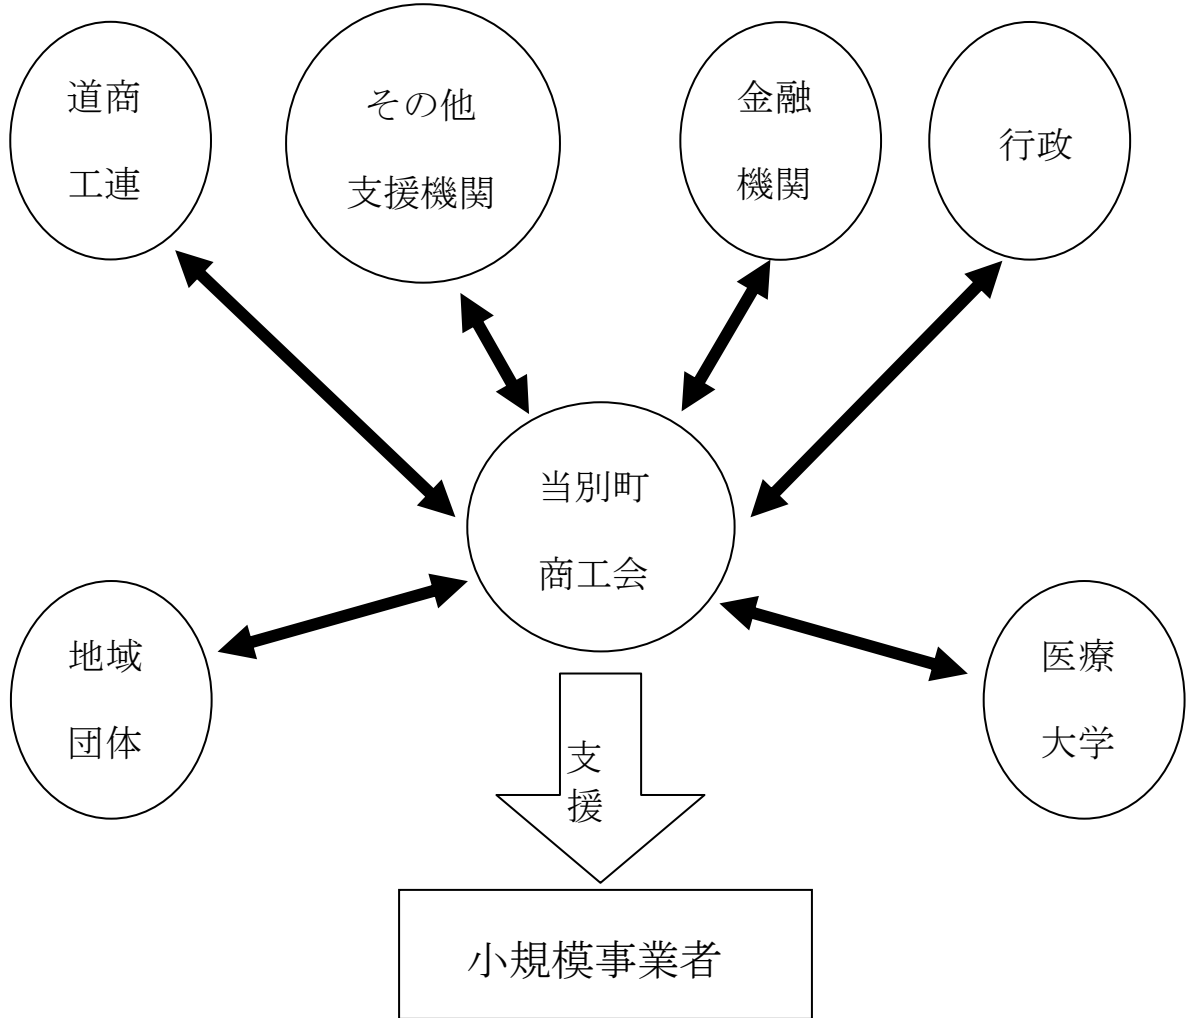 道商
工連
その他
支援機関
金融
機関
行政
当別町
商工会
地域
団体
医療
大学
支
援
小規模事業者